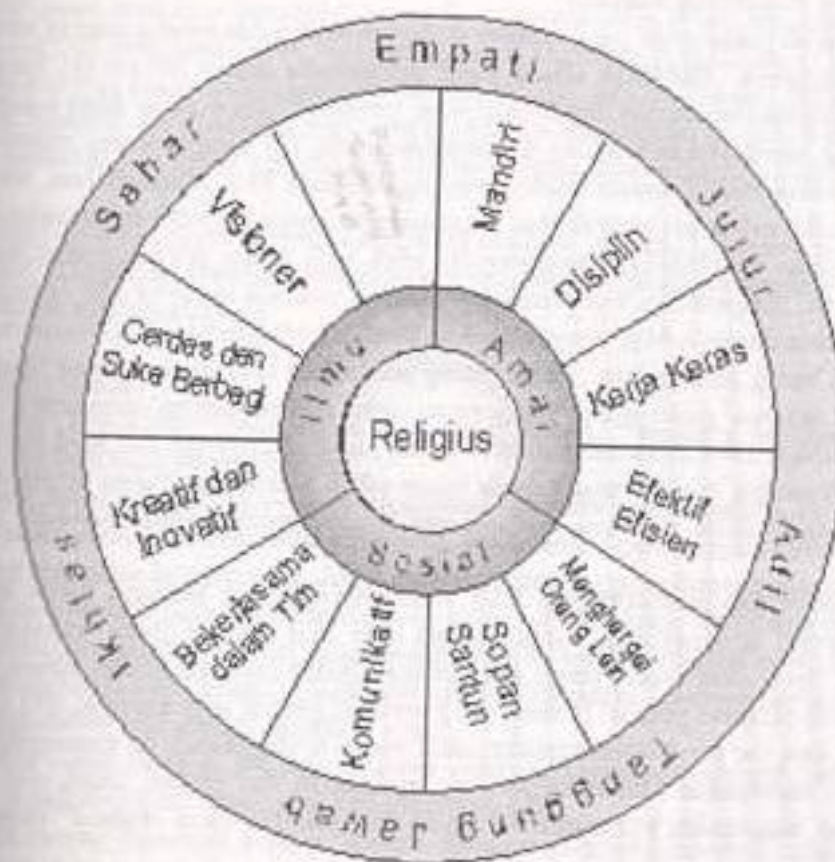 Empati
Jujur
Adil
Tanggung Jawab
Ikhlas
Sabar
Mandiri
Disiplin
Kerja Keras
Efektif
Efisien
Menghargai
Orang Lain
Sopan
Santun
Komunikatif
Bekerjasama
dalam Tim
Kreatif dan
Inovatif
Cerdas dan
Suka Berbagi
Visioner
Ilmu
Amal
Sosial
Religius